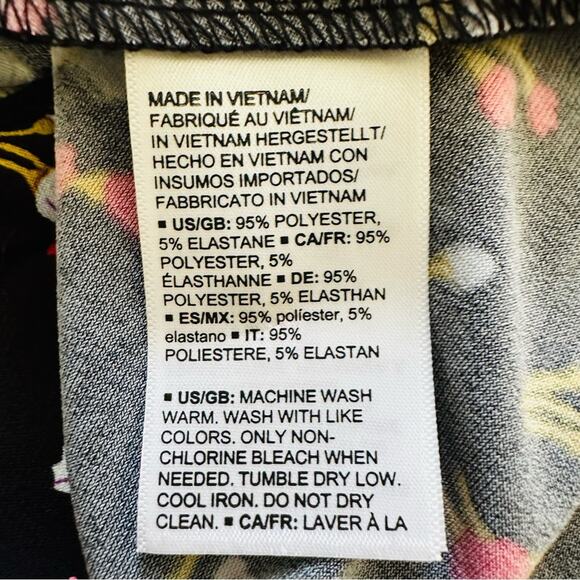 MADE IN VIETNAM/
FABRIQUÉ AU VIÊTNAM/
IN VIETNAM HERGESTELLT/
HECHO EN VIETNAM CON
INSUMOS IMPORTADOS/
FABBRICATO IN VIETNAM
▪ US/GB: 95% POLYESTER,
5% ELASTANE ▪ CA/FR: 95%
POLYESTER, 5%
ÉLASTHANNE ▪ DE: 95%
POLYESTER, 5% ELASTHAN
▪ ES/MX: 95% poliéster, 5%
elastano ▪ IT: 95%
POLIESTERE, 5% ELASTAN
▪ US/GB: MACHINE WASH
WARM. WASH WITH LIKE
COLORS. ONLY NON-
CHLORINE BLEACH WHEN
NEEDED. TUMBLE DRY LOW.
COOL IRON. DO NOT DRY
CLEAN. ▪ CA/FR: LAVER À LA